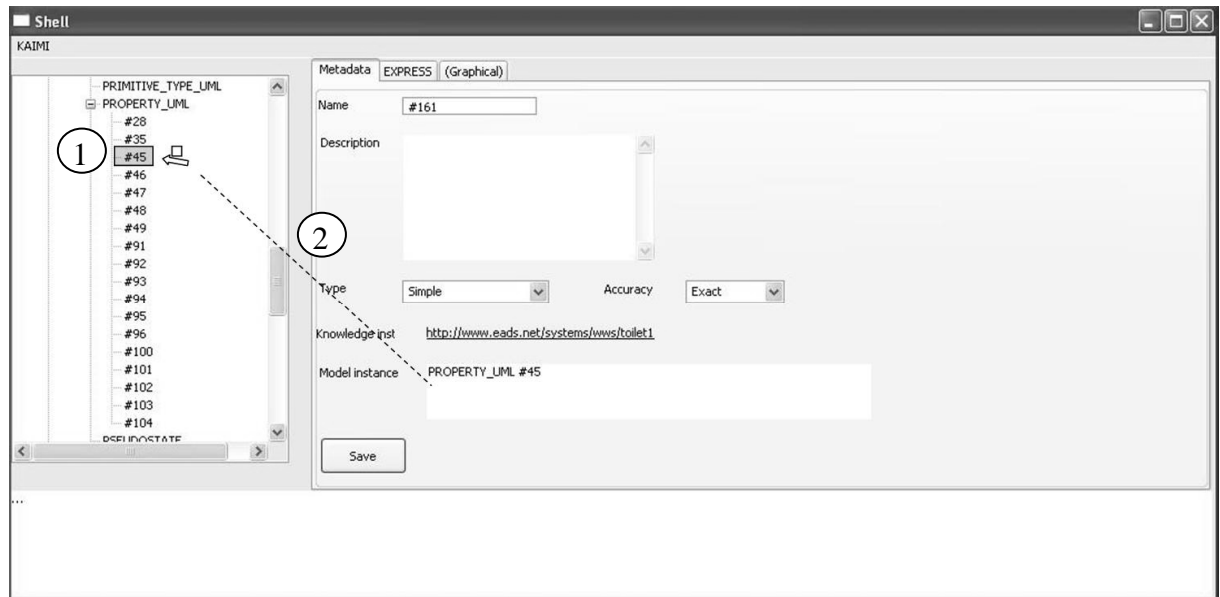 Shell
KAIMI
PRIMITIVE_TYPE_UML
PROPERTY_UML
#28
#35
#45
#46
#47
#48
#49
#91
#92
#93
#94
#95
#96
#100
#101
#102
#103
#104
PSEUDOSTATE
1
2
Metadata EXPRESS (Graphical)
Name #161
Description
Type Simple Accuracy Exact
Knowledge inst http://www.eads.net/systems/wws/toilet1
Model instance PROPERTY_UML #45
Save
...